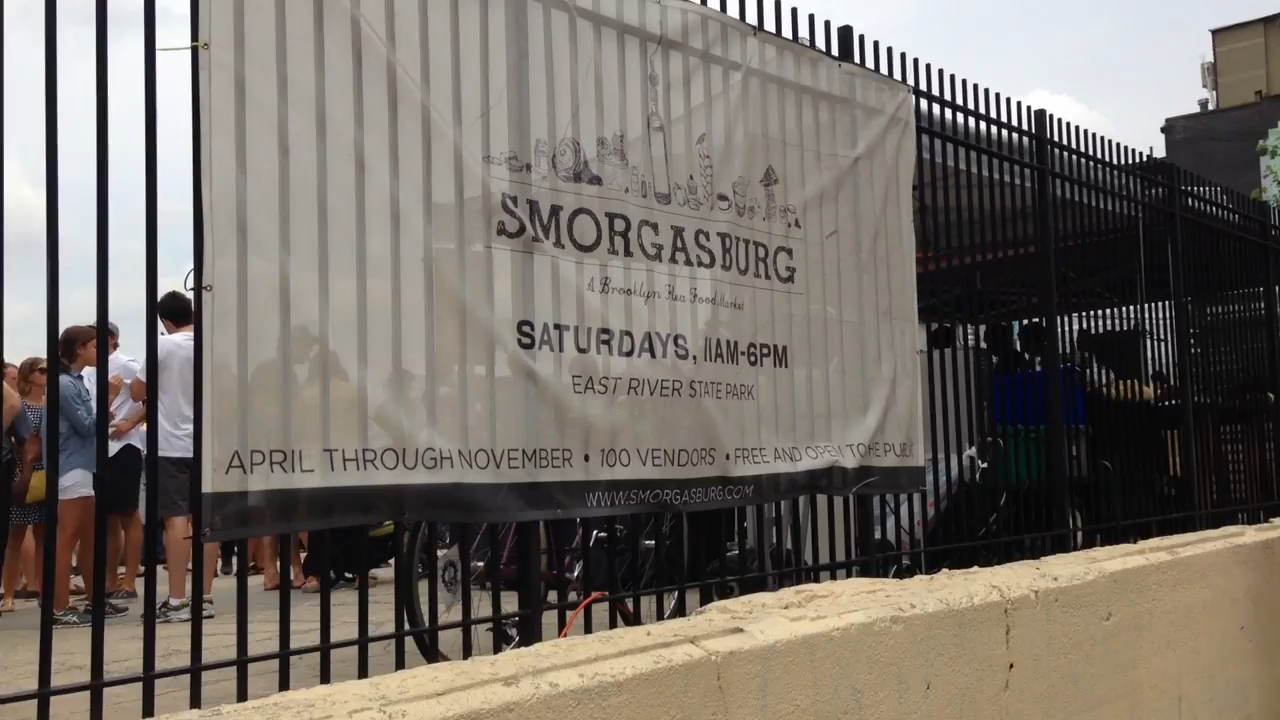 SMORGASBURG
A Brooklyn Flea Food Market
SATURDAYS, 11AM-6PM
EAST RIVER STATE PARK
APRIL THROUGH NOVEMBER • 100 VENDORS • FREE AND OPEN TO HE PUBLIC
WWW.SMORGASBURG.COM